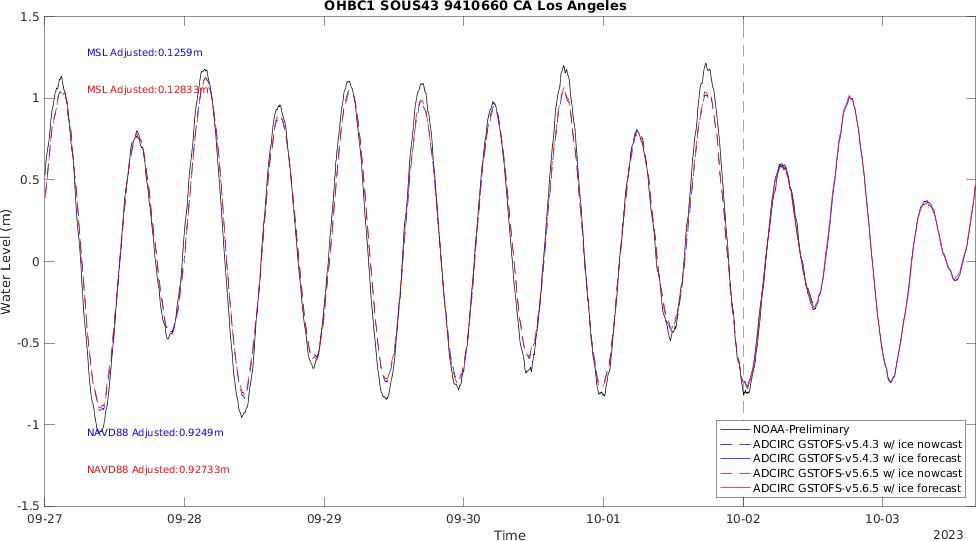 OHBC1 SOUS43 9410660 CA Los Angeles
1.5
MSL Adjusted:0.1259m
MSL Adjusted:0.12833m
1
0.5
0
-0.5
-1
-1.5
Water Level (m)
NAVD88 Adjusted:0.9249m
NAVD88 Adjusted:0.92733m
NOAA-Preliminary
ADCIRC GSTOFS-v5.4.3 w/ ice nowcast
ADCIRC GSTOFS-v5.4.3 w/ ice forecast
ADCIRC GSTOFS-v5.6.5 w/ ice nowcast
ADCIRC GSTOFS-v5.6.5 w/ ice forecast
09-27 09-28 09-29 09-30 10-01 10-02 10-03
Time
2023